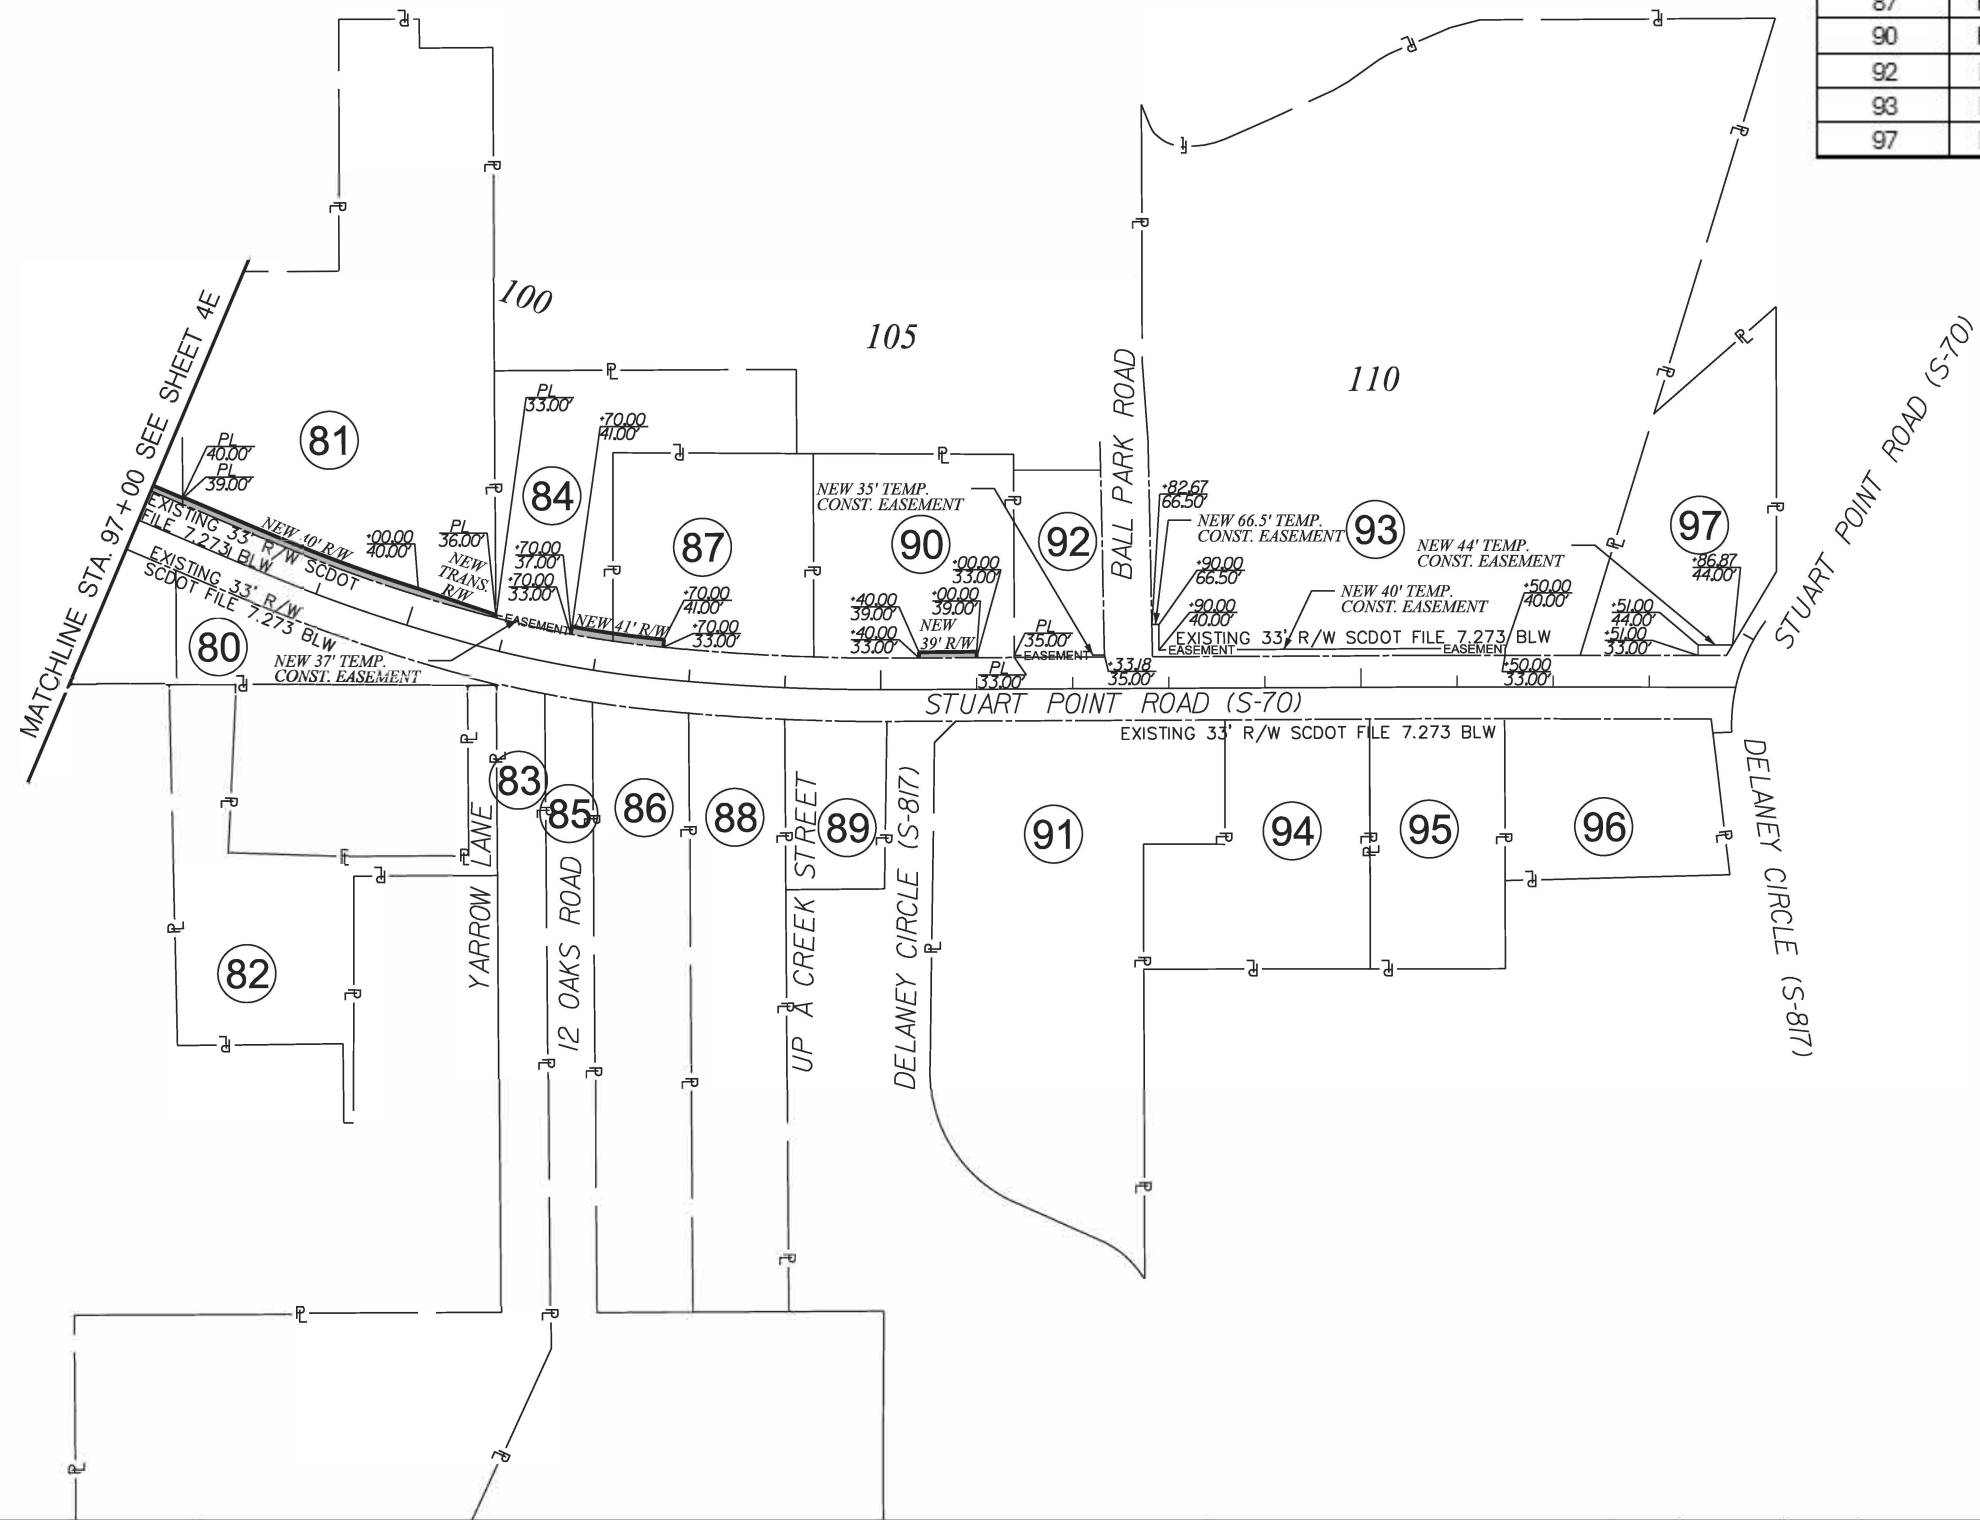 87
90
92
93
97
MATCHLINE STA. 97+00 SEE SHEET 4E
100
105
110
81
PL
40.00'
PL
39.00'
EXISTING 33' R/W SCDOT
FILE 7.273 BLW
NEW 40' R/W
EXISTING 33' R/W
SCDOT FILE 7.273 BLW
+00.00
40.00'
PL
36.00'
NEW
TRANS.
R/W
PL
33.00'
+70.00
41.00'
84
+70.00
37.00'
+70.00
33.00'
EASEMENT
NEW 41' R/W
87
+70.00
41.00'
+70.00
33.00'
NEW 37' TEMP.
CONST. EASEMENT
80
NEW 35' TEMP.
CONST. EASEMENT
90
+40.00
39.00'
+40.00
33.00'
+00.00
33.00'
+00.00
39.00'
NEW
39' R/W
92
PL
35.00'
EASEMENT
PL
33.00'
+33.18
35.00'
BALL PARK ROAD
+82.67
66.50'
NEW 66.5' TEMP.
CONST. EASEMENT
93
+90.00
66.50'
+90.00
40.00'
NEW 40' TEMP.
CONST. EASEMENT
NEW 44' TEMP.
CONST. EASEMENT
EXISTING 33' R/W SCDOT FILE 7.273 BLW
EASEMENT
EASEMENT
+50.00
40.00'
+50.00
33.00'
97
+86.87
44.00'
+51.00
44.00'
+51.00
33.00'
STUART POINT ROAD (S-70)
STUART POINT ROAD (S-70)
EXISTING 33' R/W SCDOT FILE 7.273 BLW
82
YARROW LANE
83
85
12 OAKS ROAD
86
88
UP A CREEK STREET
89
DELANEY CIRCLE (S-817)
91
94
95
96
DELANEY CIRCLE (S-817)